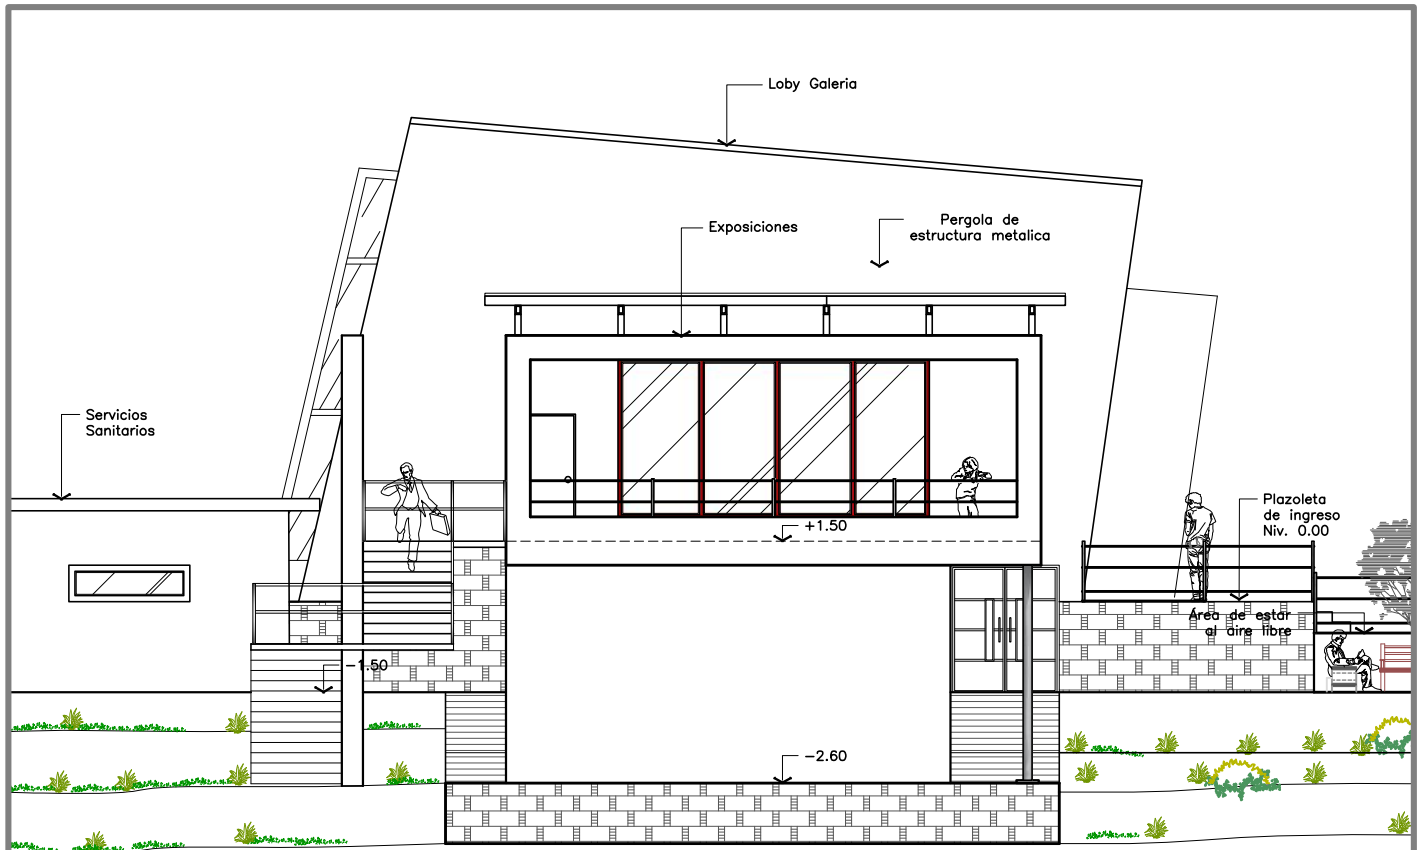 Loby Galeria
Pergola de
estructura metalica
Exposiciones
Servicios
Sanitarios
Plazoleta
de ingreso
Niv. 0.00
+1.50
Área de estar
al aire libre
-1.50
-2.60